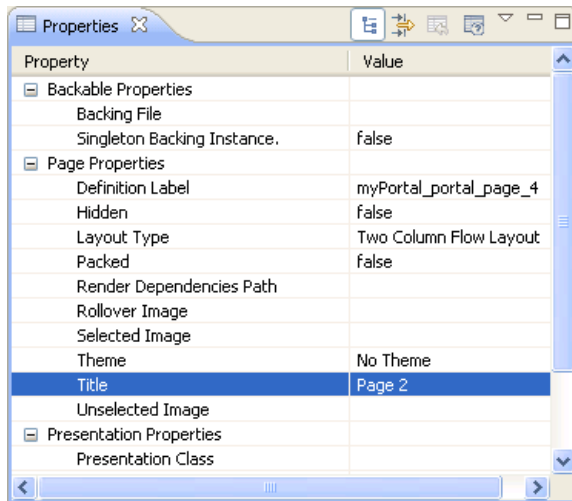 Properties
Property Value
Backable Properties
Backing File
Singleton Backing Instance. false
Page Properties
Definition Label myPortal_portal_page_4
Hidden false
Layout Type Two Column Flow Layout
Packed false
Render Dependencies Path
Rollover Image
Selected Image
Theme No Theme
Title Page 2
Unselected Image
Presentation Properties
Presentation Class